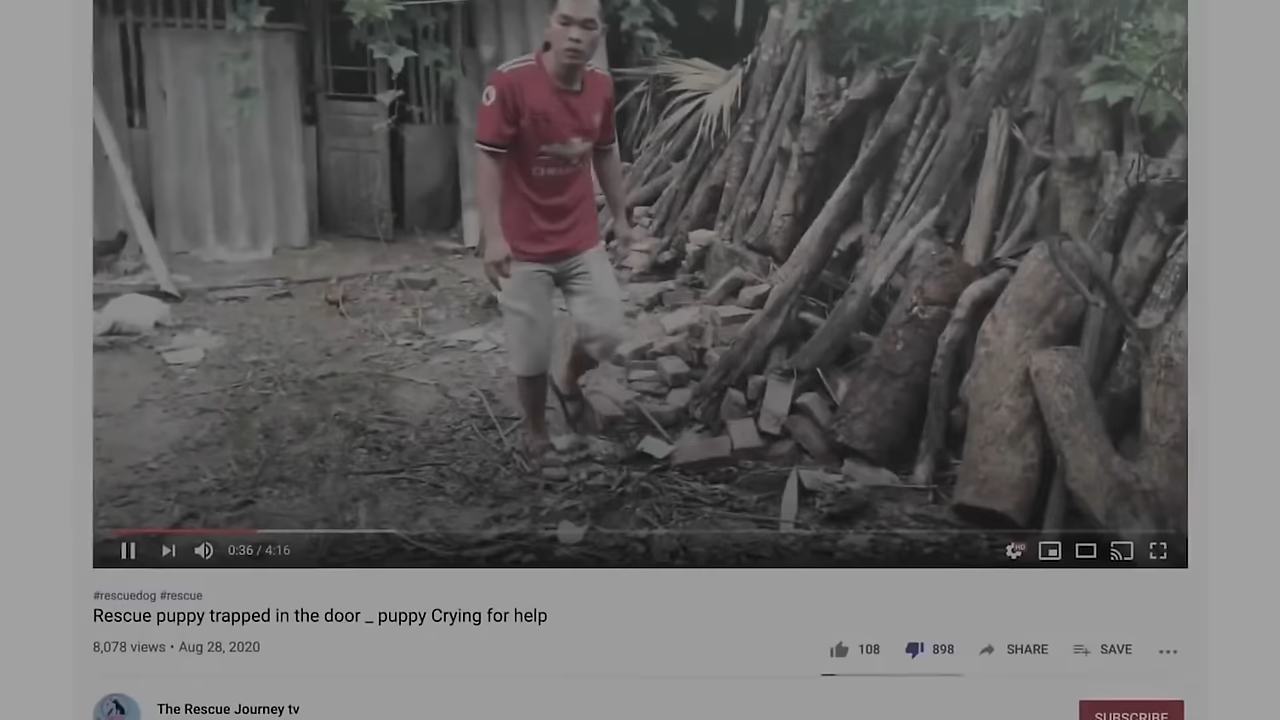 0:36 / 4:16
HD
#rescuedog #rescue
Rescue puppy trapped in the door _ puppy Crying for help
8,078 views • Aug 28, 2020
108 898 SHARE SAVE
The Rescue Journey tv
SUBSCRIBE